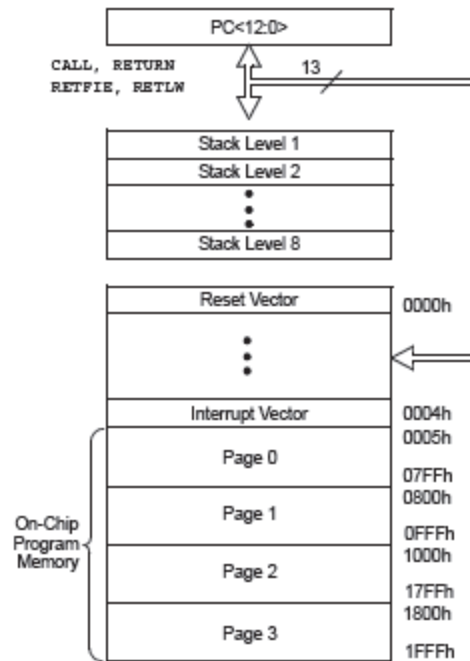 PC<12:0>
CALL, RETURN
RETFIE, RETLW
13
Stack Level 1
Stack Level 2
Stack Level 8
Reset Vector
0000h
Interrupt Vector
0004h
0005h
Page 0
07FFh
0800h
Page 1
0FFFh
On-Chip
Program
Memory
1000h
Page 2
17FFh
1800h
Page 3
1FFFh